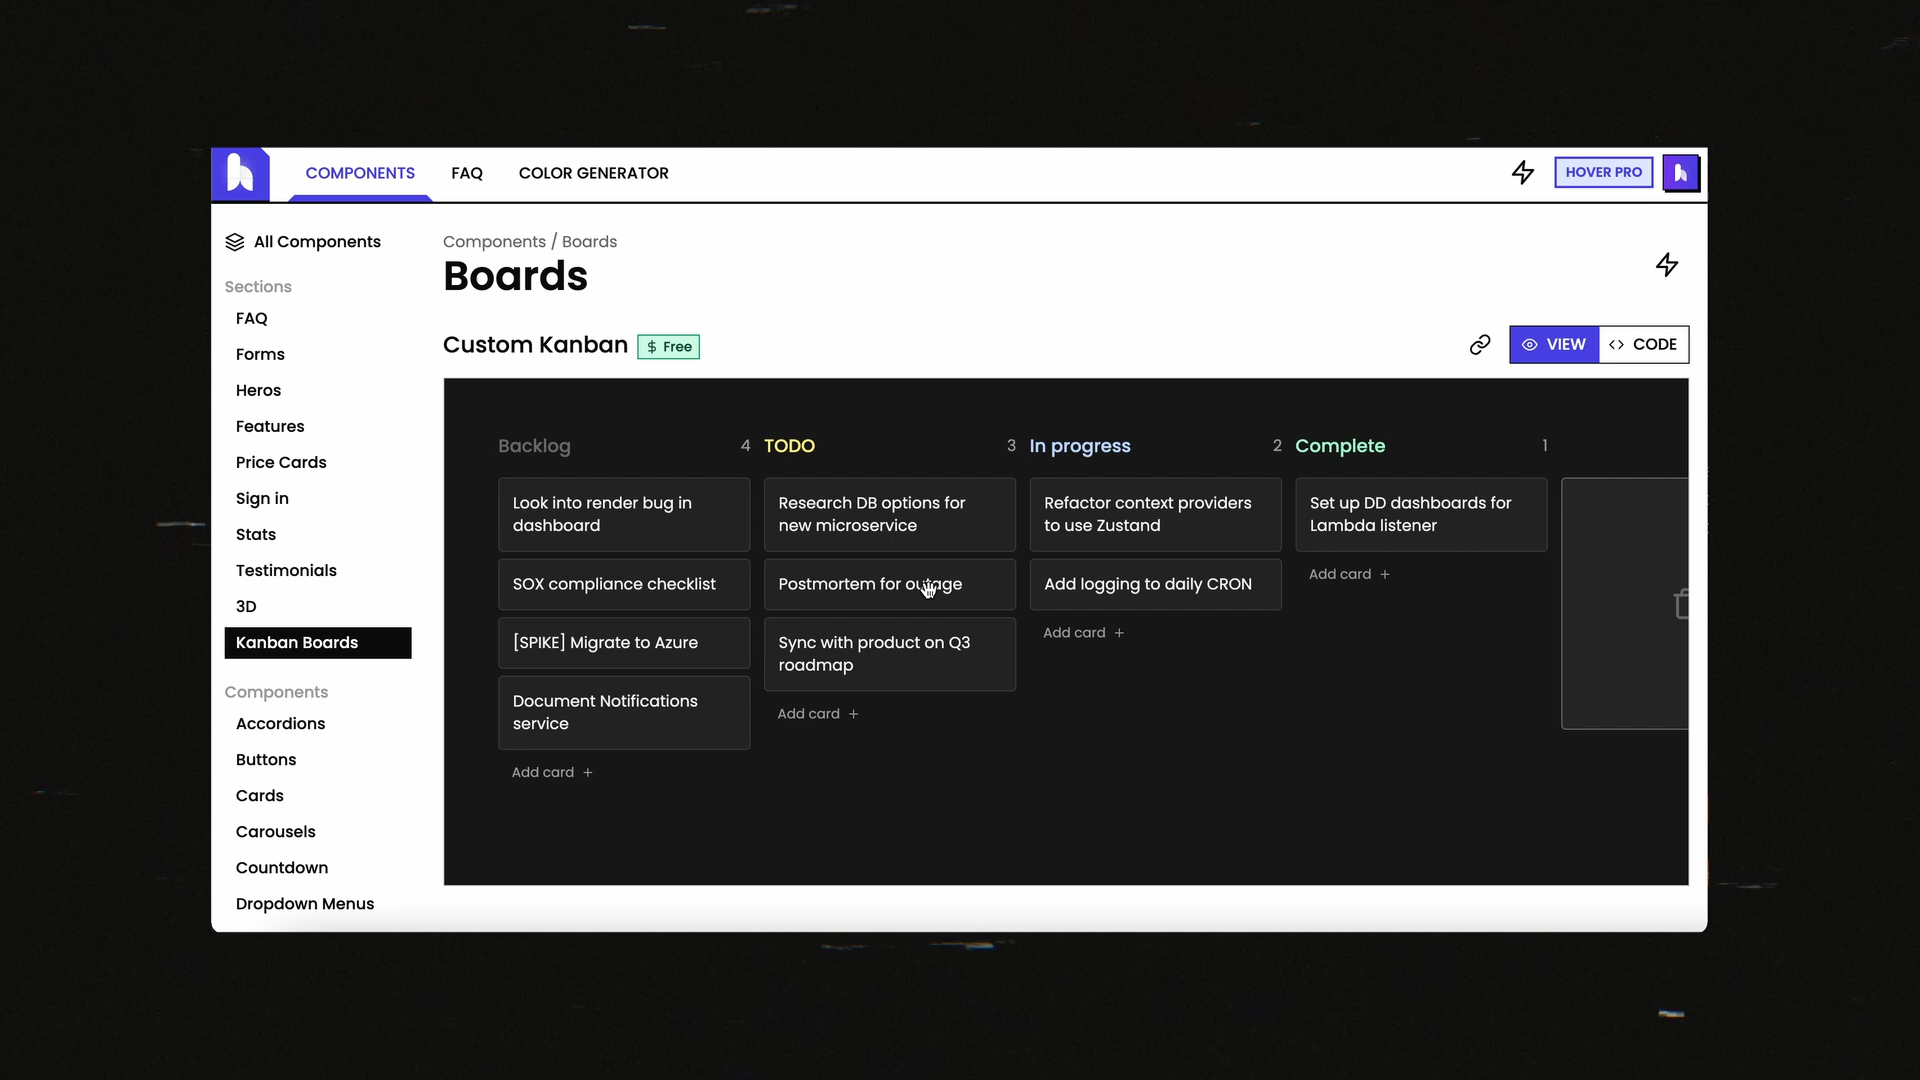 COMPONENTS
FAQ
COLOR GENERATOR
HOVER PRO
All Components
Sections
FAQ
Forms
Heros
Features
Price Cards
Sign in
Stats
Testimonials
3D
Kanban Boards
Components
Accordions
Buttons
Cards
Carousels
Countdown
Dropdown Menus
Components / Boards
Boards
Custom Kanban
$ Free
VIEW
<> CODE
Backlog 4
Look into render bug in
dashboard
SOX compliance checklist
[SPIKE] Migrate to Azure
Document Notifications
service
Add card +
TODO 3
Research DB options for
new microservice
Postmortem for outage
Sync with product on Q3
roadmap
Add card +
In progress 2
Refactor context providers
to use Zustand
Add logging to daily CRON
Add card +
Complete 1
Set up DD dashboards for
Lambda listener
Add card +